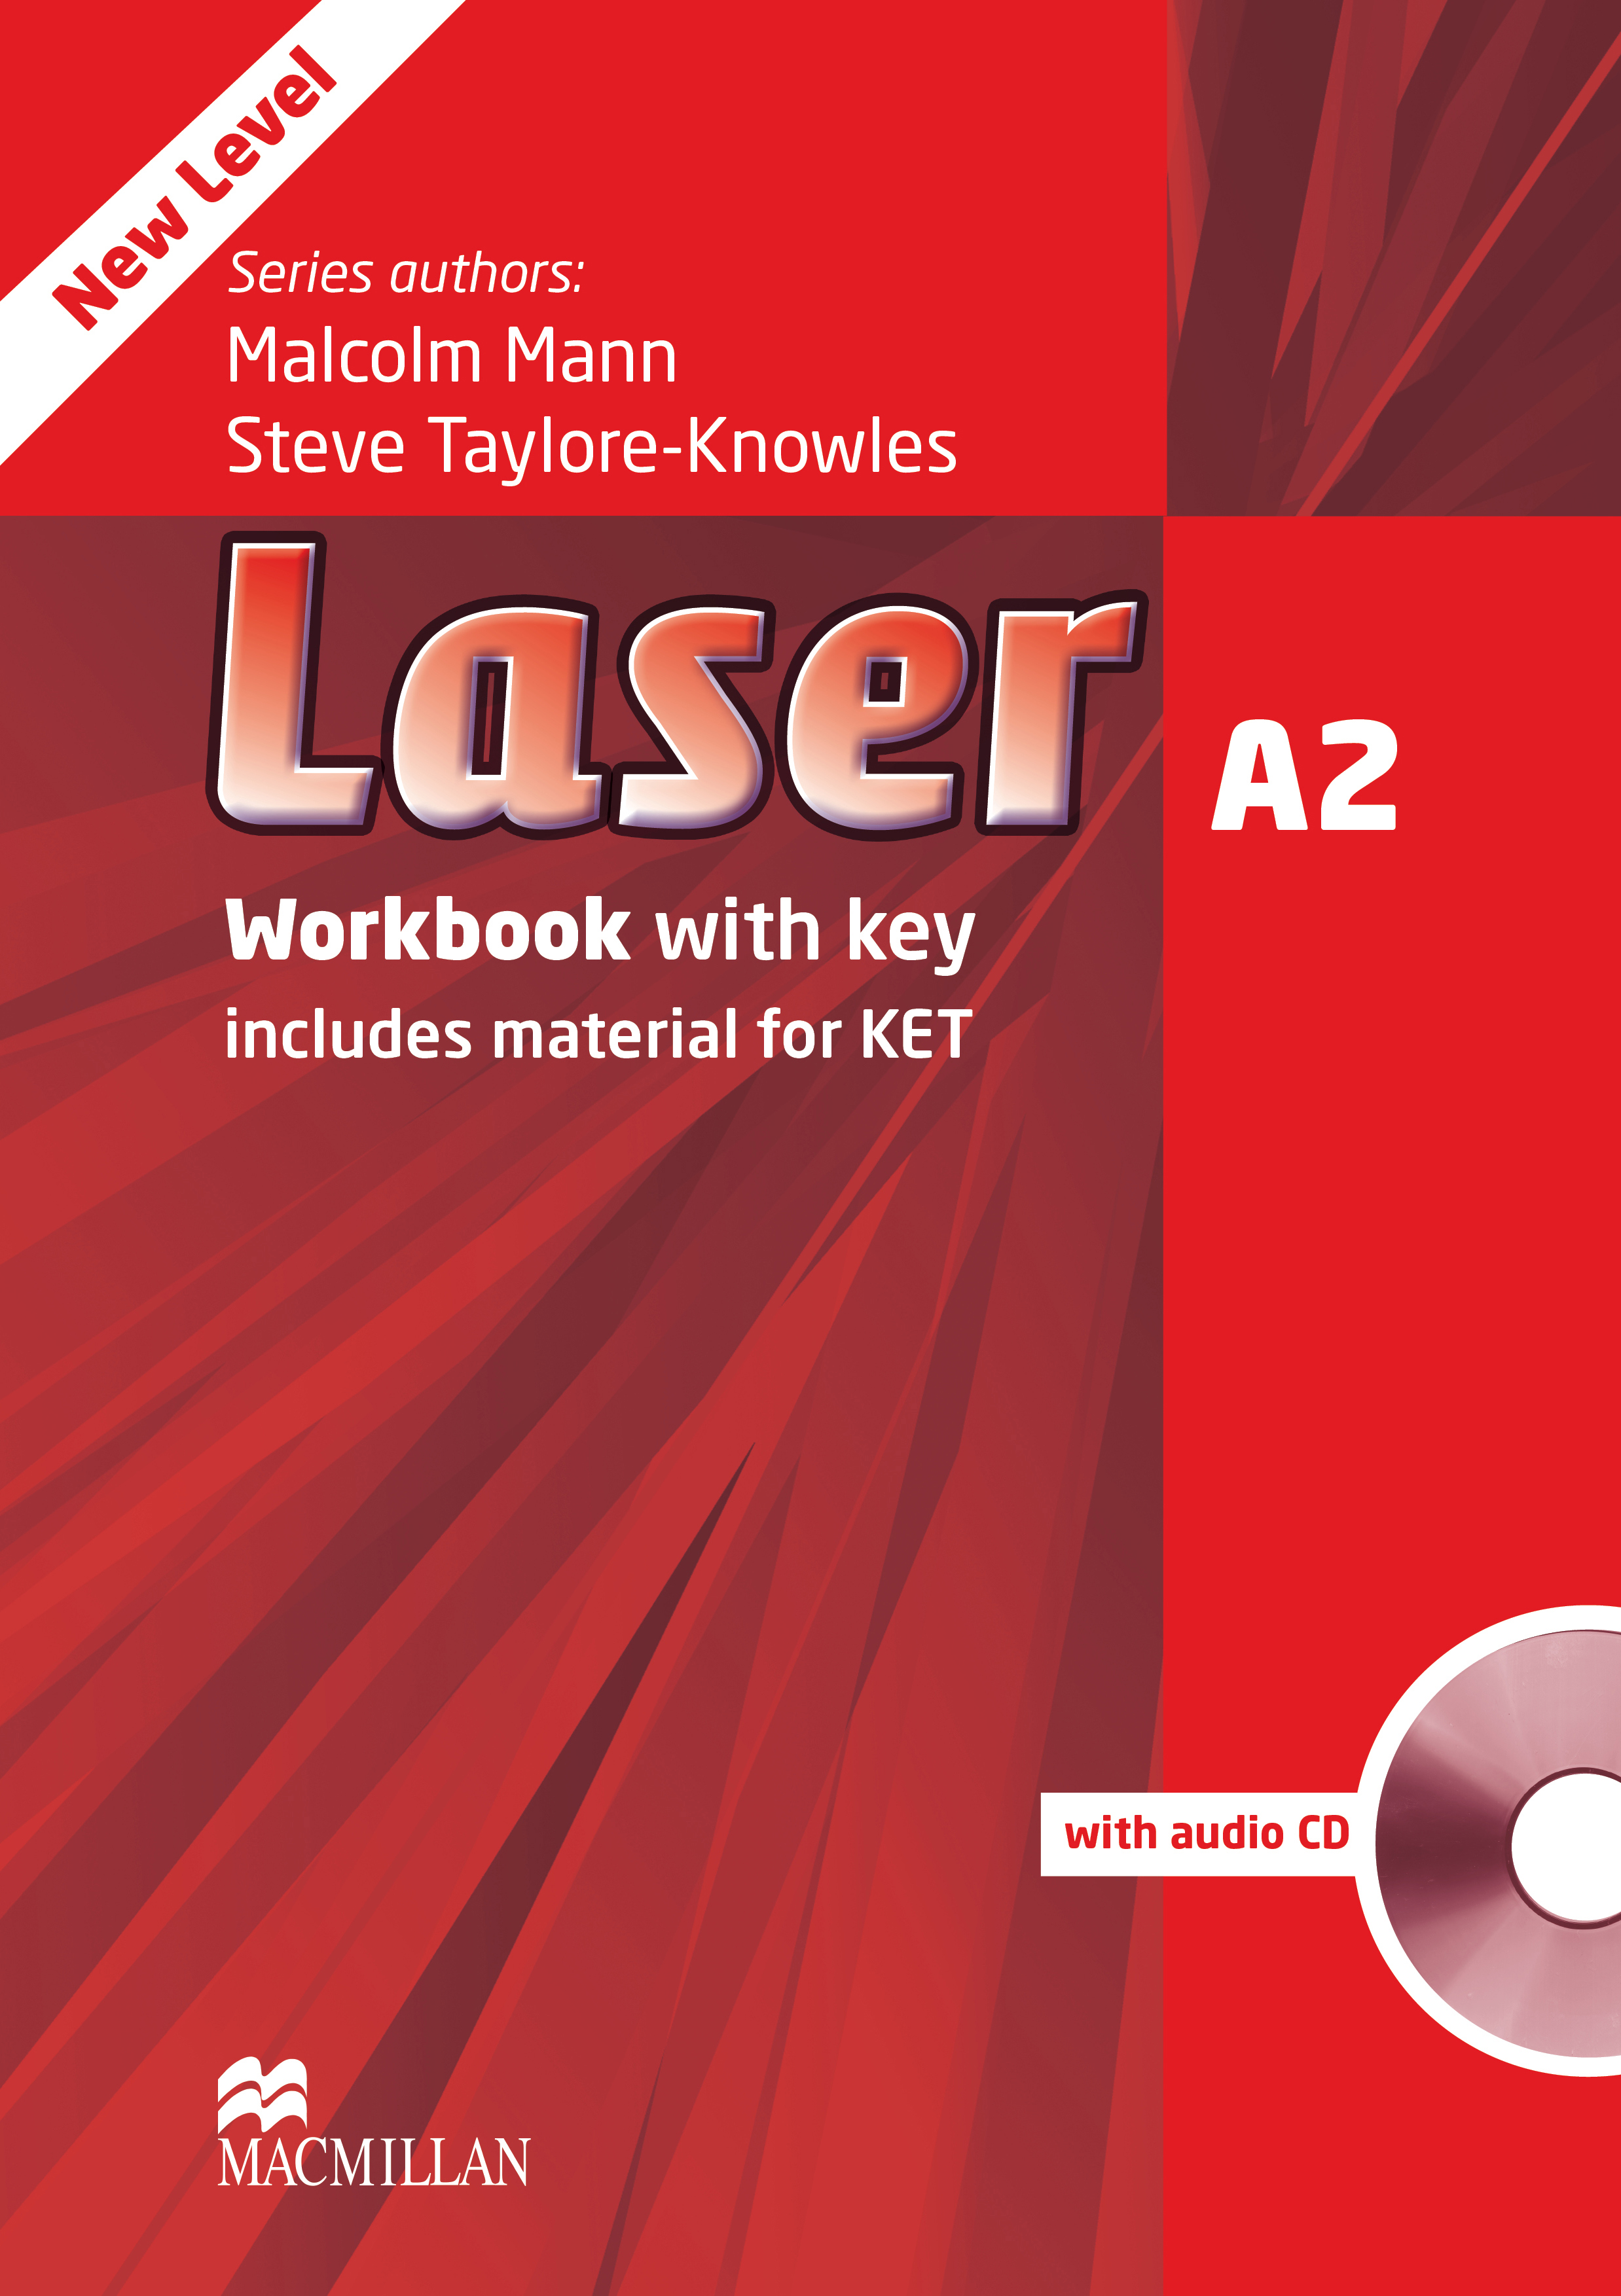 New Level
Series authors:
Malcolm Mann
Steve Taylore-Knowles
Laser
A2
Workbook with key
includes material for KET
with audio CD
MACMILLAN